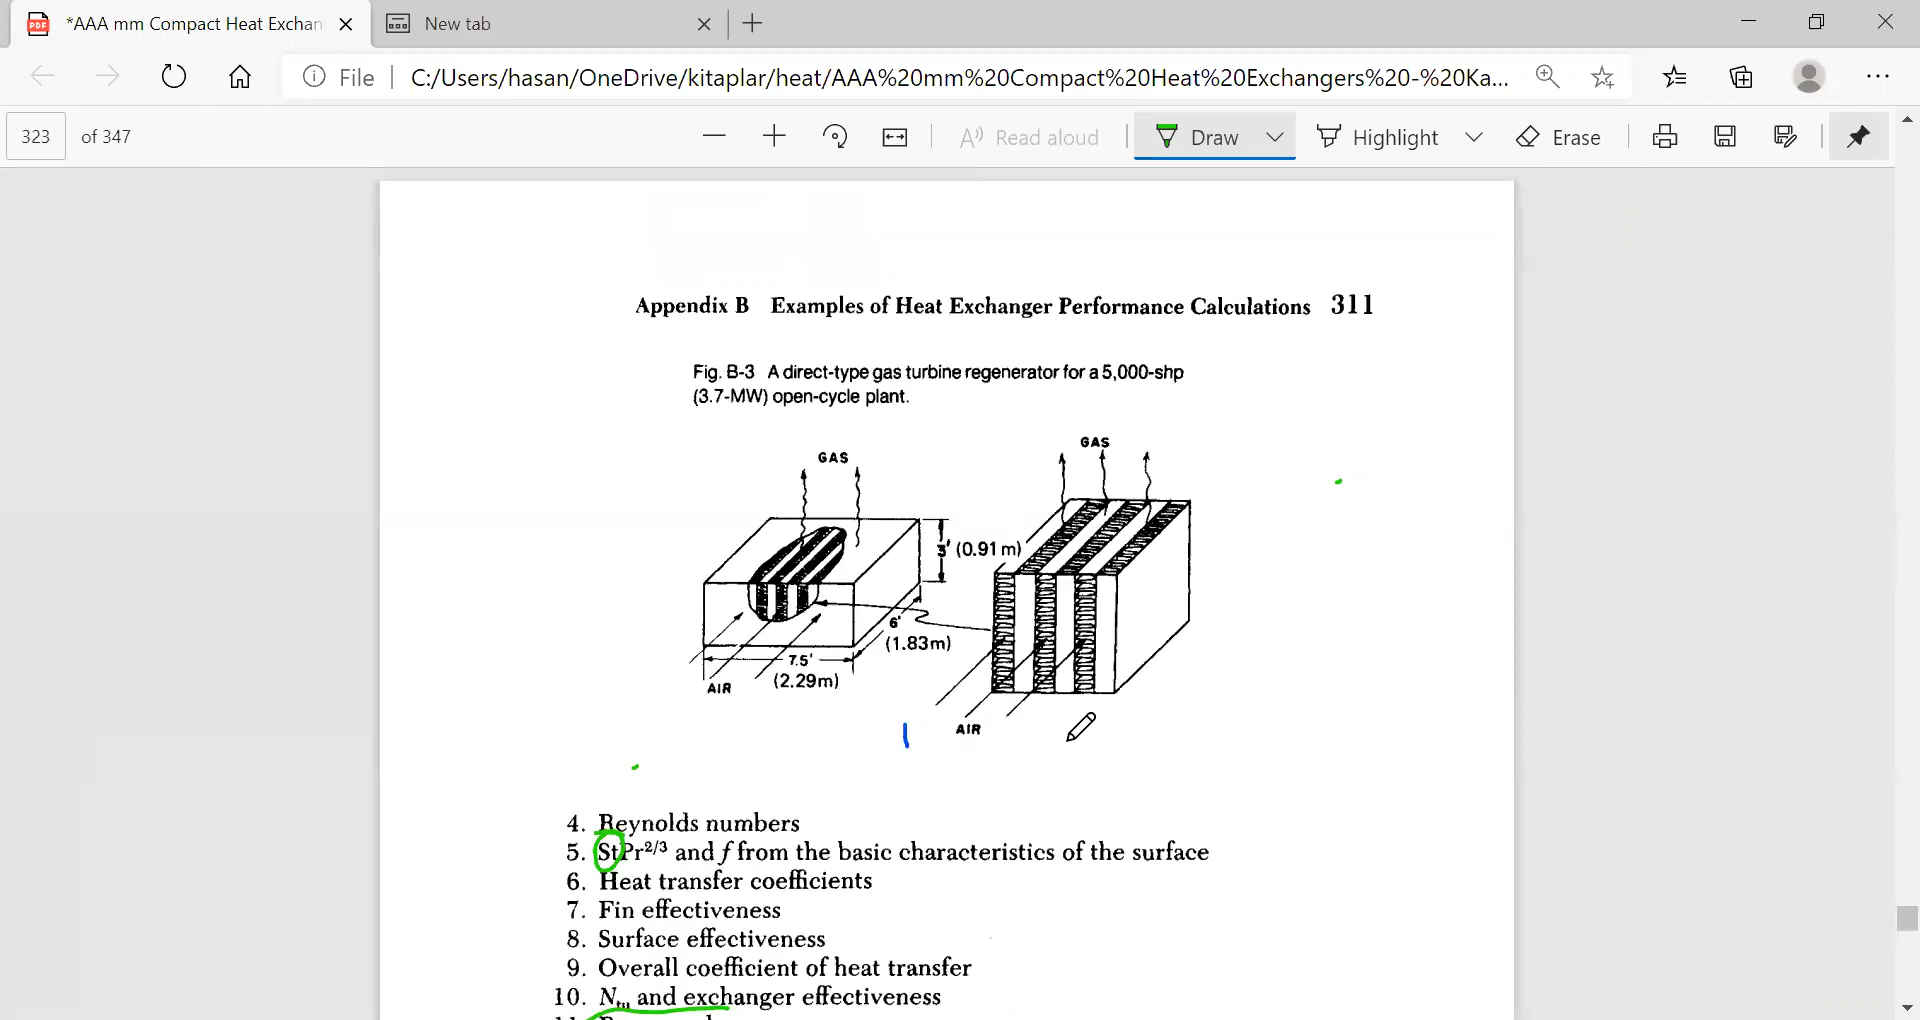 *AAA mm Compact Heat Exchan
New tab
File
C:/Users/hasan/OneDrive/kitaplar/heat/AAA%20mm%20Compact%20Heat%20Exchangers%20-%20Ka...
323 of 347
Read aloud
Draw
Highlight
Erase
Appendix B Examples of Heat Exchanger Performance Calculations 311
Fig. B-3 A direct-type gas turbine regenerator for a 5,000-shp
(3.7-MW) open-cycle plant.
GAS
GAS
3' (0.91 m)
6'
(1.83m)
7.5'
(2.29m)
AIR
AIR
4. Reynolds numbers
5. StPr2/3 and f from the basic characteristics of the surface
6. Heat transfer coefficients
7. Fin effectiveness
8. Surface effectiveness
9. Overall coefficient of heat transfer
10. Ntu and exchanger effectiveness